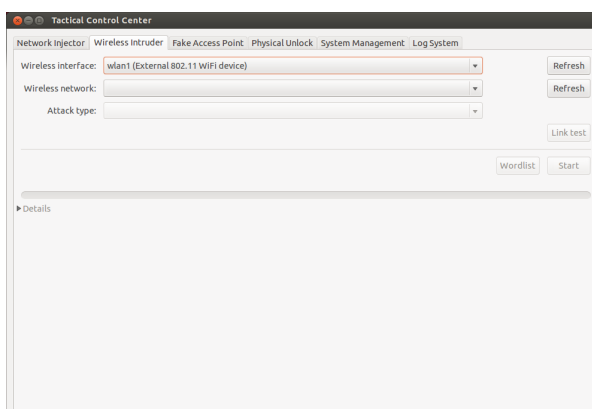 Tactical Control Center
Network Injector Wireless Intruder Fake Access Point Physical Unlock System Management Log System
Wireless interface: wlan1 (External 802.11 WiFi device) Refresh
Wireless network: Refresh
Attack type:
Link test
Wordlist Start
Details